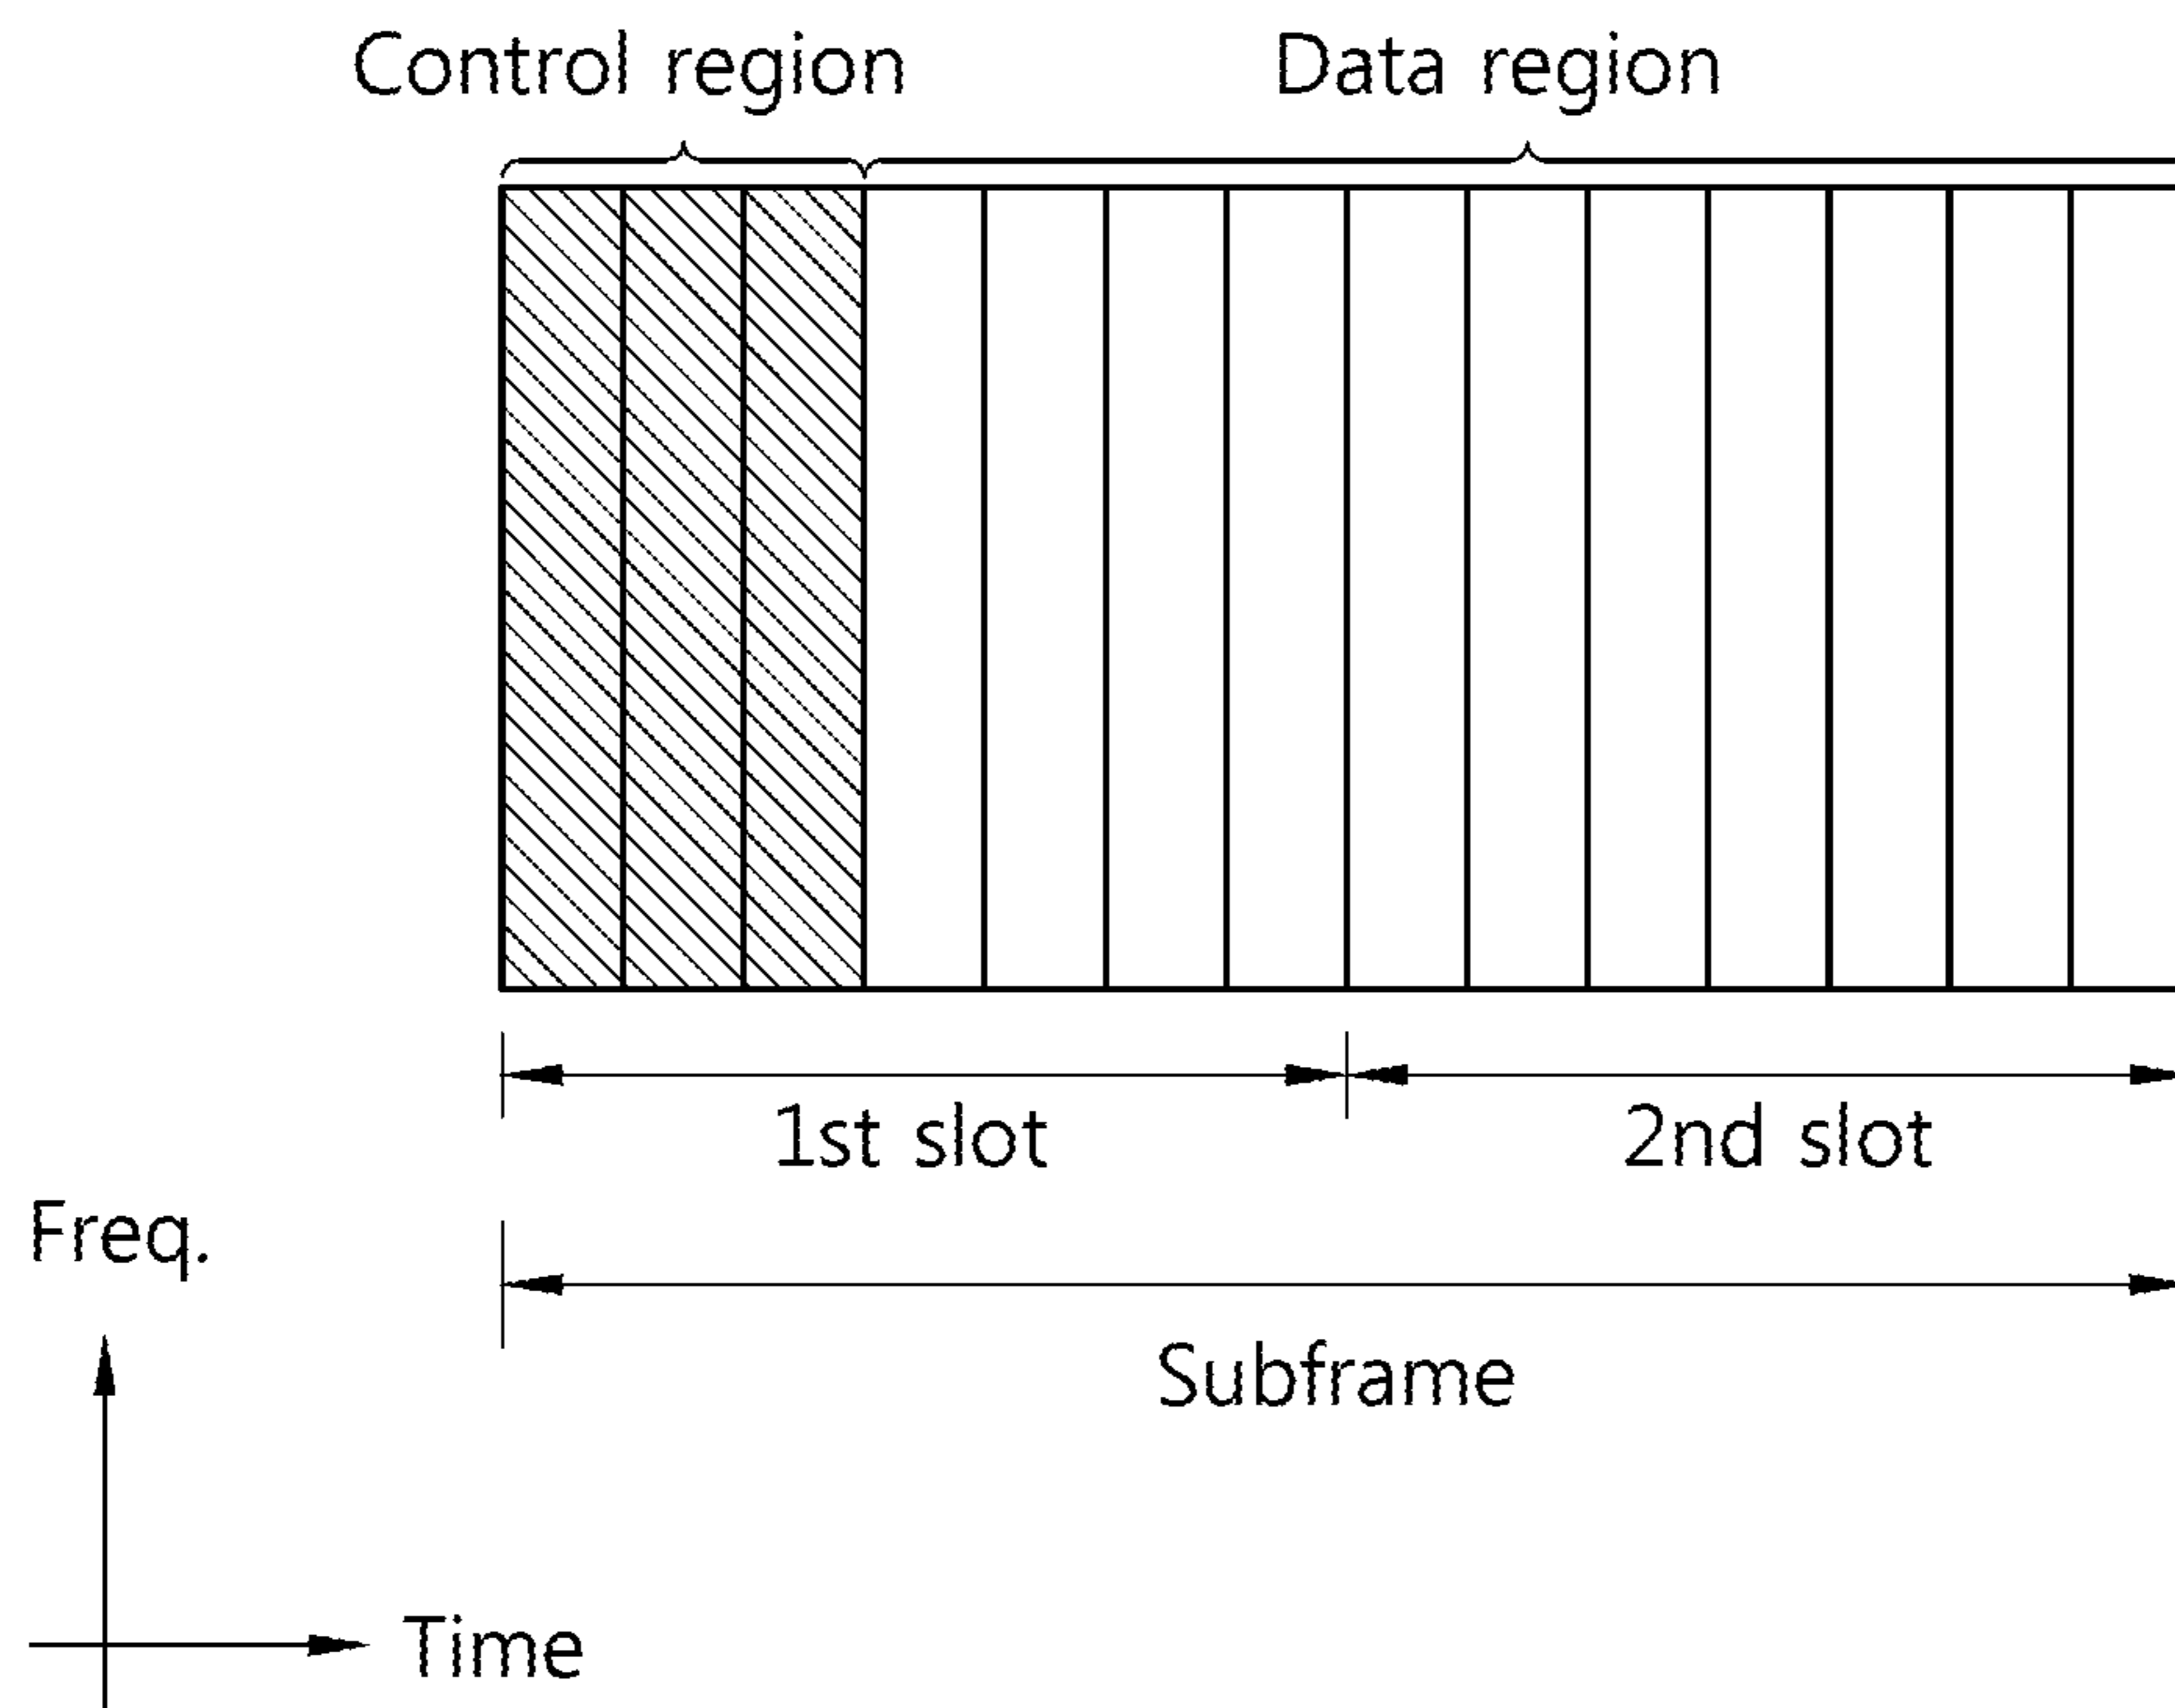 Control region
Data region
1st slot
2nd slot
Freq.
Subframe
Time